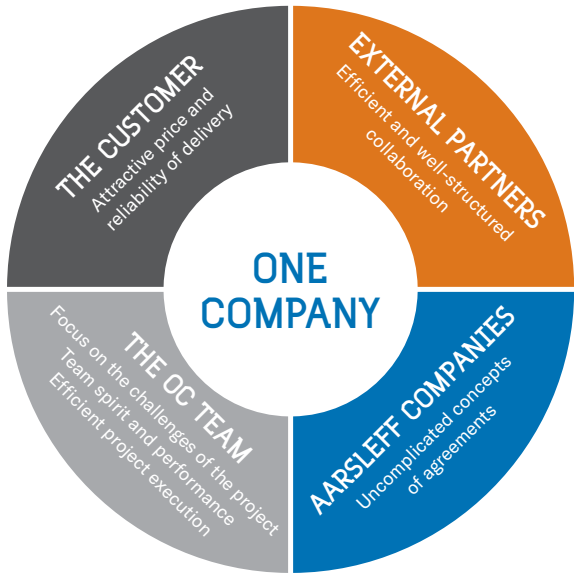 THE CUSTOMER
Attractive price and
reliability of delivery
EXTERNAL PARTNERS
Efficient and well-structured
collaboration
ONE
COMPANY
THE OC TEAM
Focus on the challenges of the project
Team spirit and performance
Efficient project execution
AARSLEFF COMPANIES
Uncomplicated concepts
of agreements